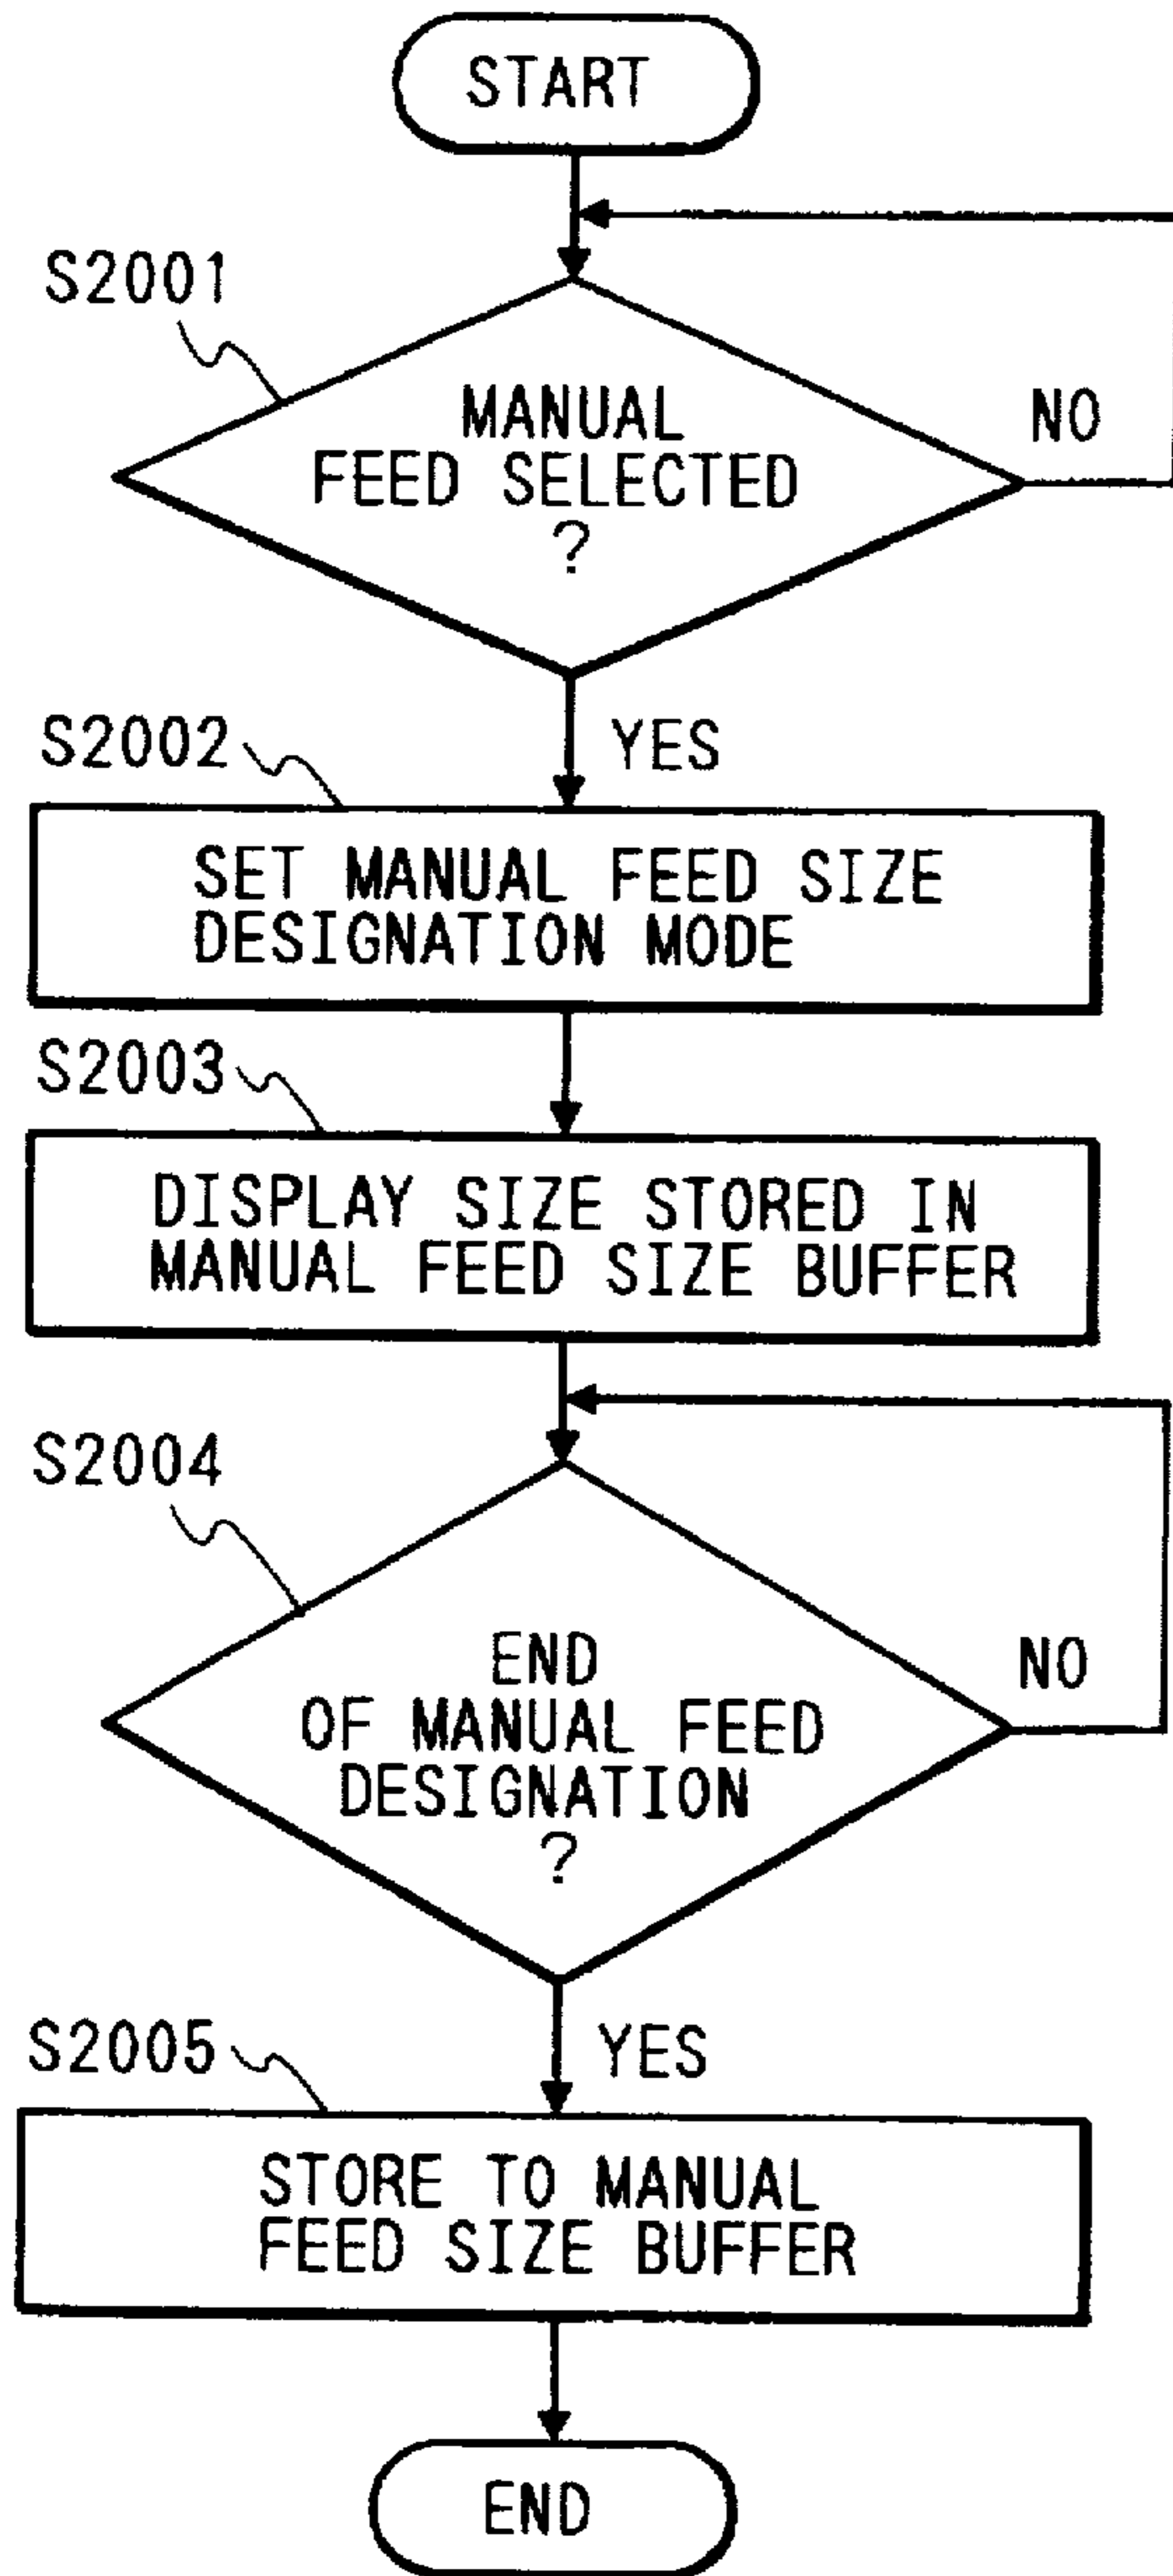 START
S2001
MANUAL
FEED SELECTED
?
NO
YES
S2002
SET MANUAL FEED SIZE
DESIGNATION MODE
S2003
DISPLAY SIZE STORED IN
MANUAL FEED SIZE BUFFER
S2004
END
OF MANUAL FEED
DESIGNATION
?
NO
YES
S2005
STORE TO MANUAL
FEED SIZE BUFFER
END